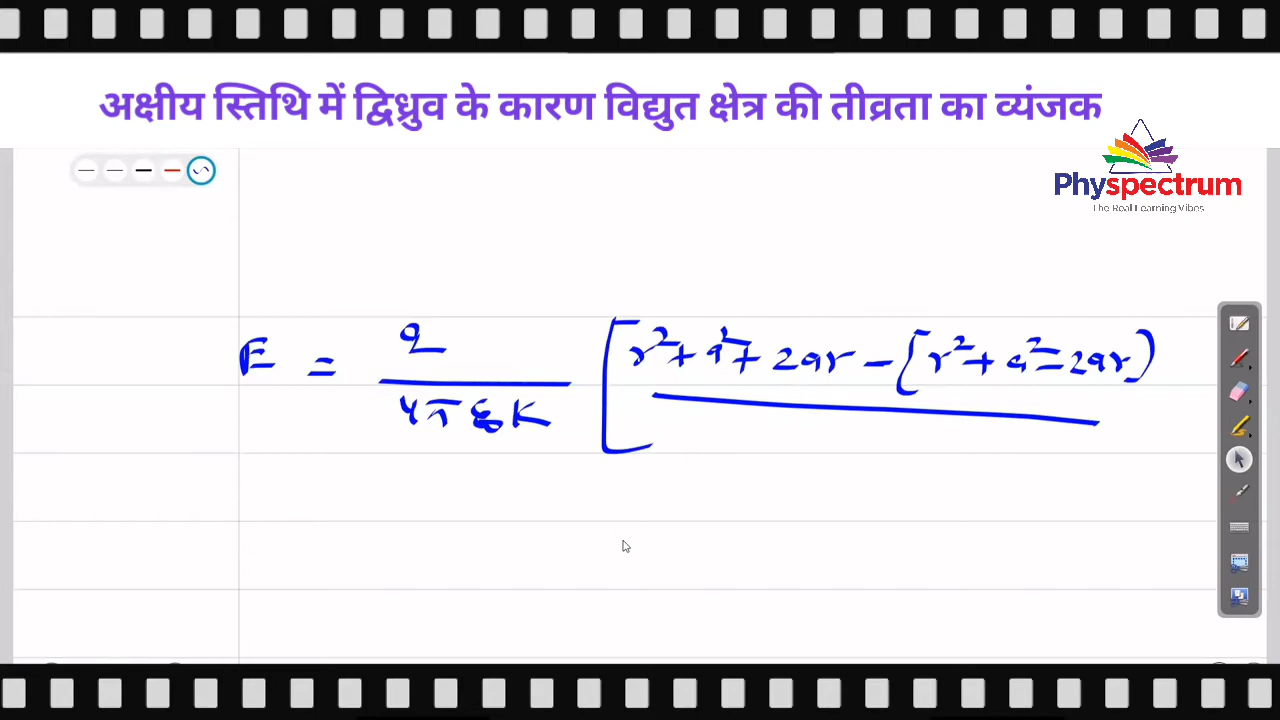 अक्षीय स्तिथि में द्विध्रुव के कारण विद्युत क्षेत्र की तीव्रता का व्यंजक
Physpectrum
The Real Learning Vibes
E = q / 4πε₀K [ r² + a² + 2ar - [r² + a² = 2ar)